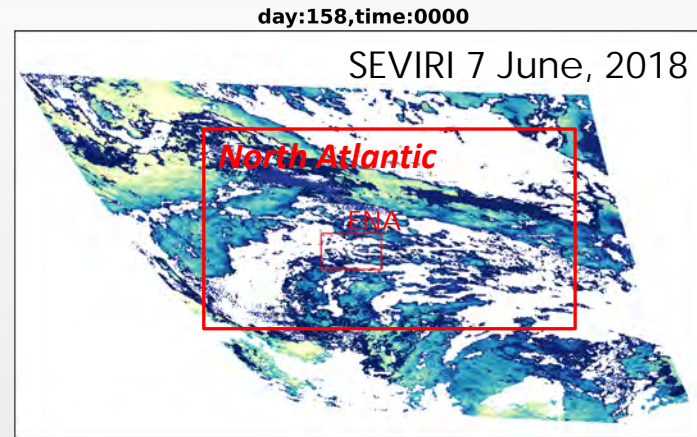 day:158,time:0000
SEVIRI 7 June, 2018
North Atlantic
ENA